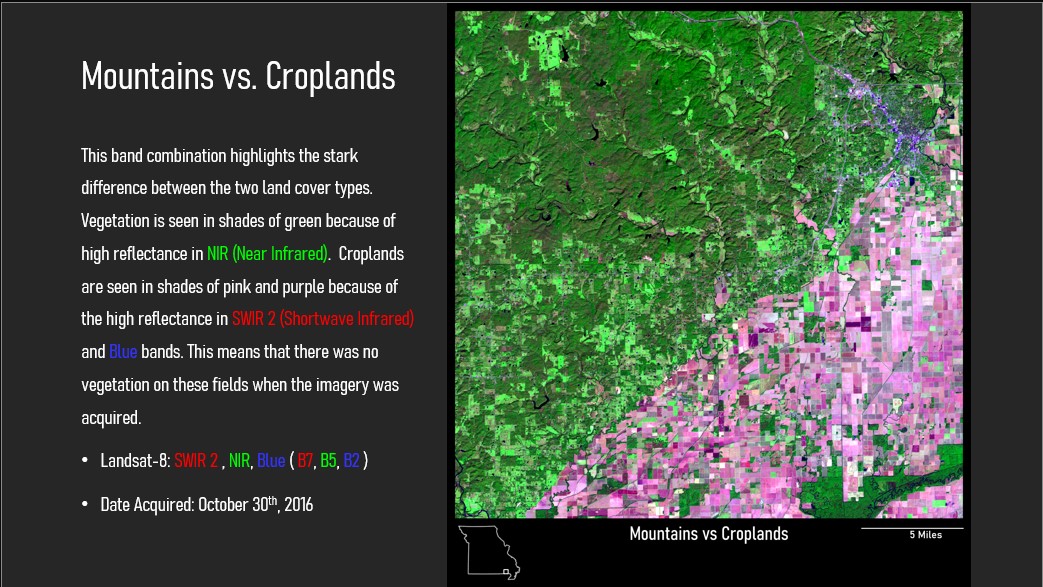 Mountains vs. Croplands
This band combination highlights the stark
difference between the two land cover types.
Vegetation is seen in shades of green because of
high reflectance in NIR (Near Infrared).  Croplands
are seen in shades of pink and purple because of
the high reflectance in SWIR 2 (Shortwave Infrared)
and Blue bands. This means that there was no
vegetation on these fields when the imagery was
acquired.
• Landsat-8: SWIR 2 , NIR, Blue ( B7, B5, B2 )
• Date Acquired: October 30th, 2016
Mountains vs Croplands
5 Miles